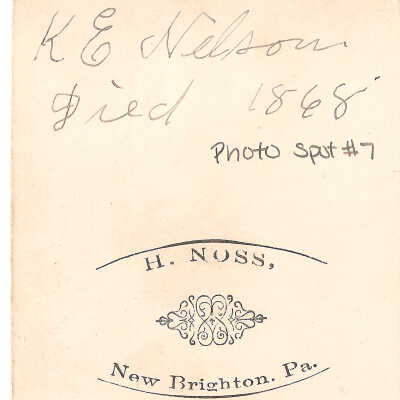 K E Nelson
Died 1868
Photo Spot #7
H. NOSS,
New Brighton. Pa.